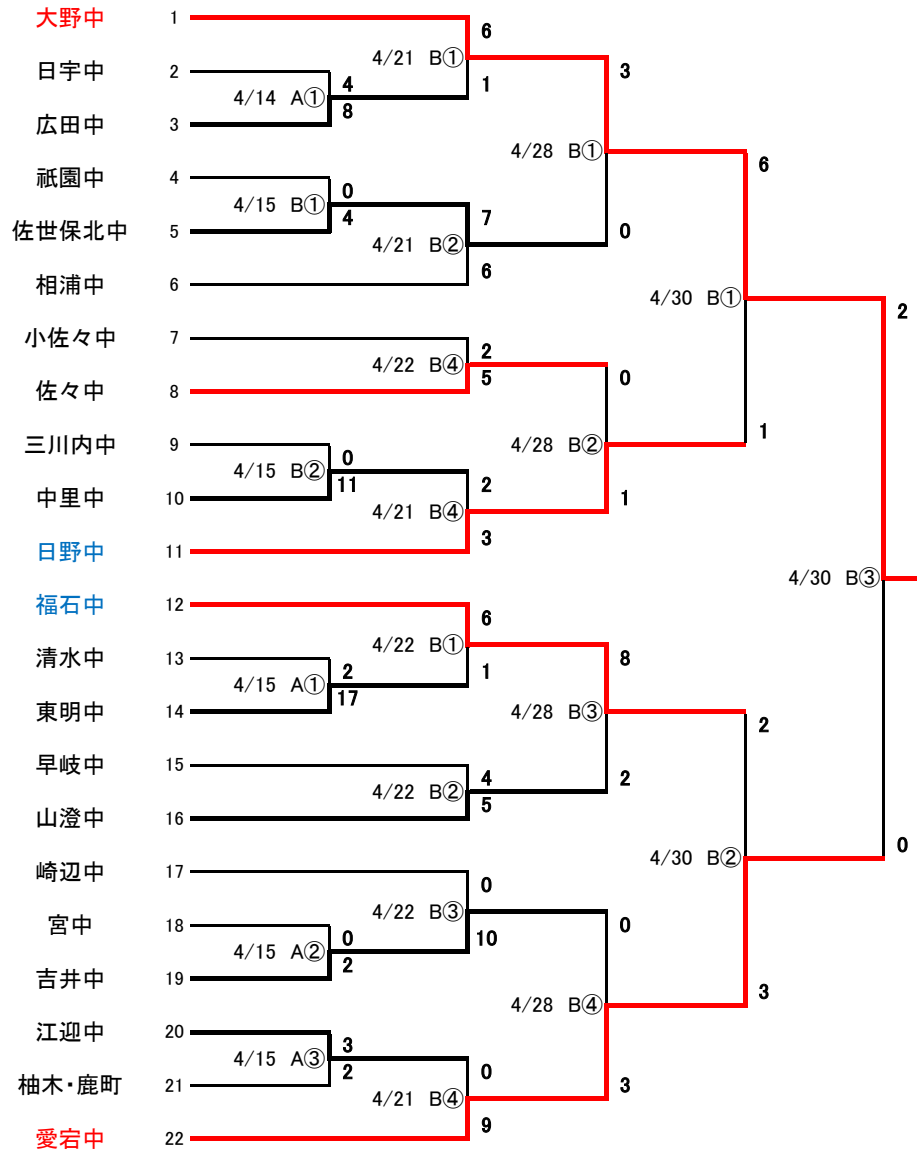 大野中 1
6
4/21 B①
3
日宇中 2
4
1
4/14 A①
8
広田中 3
4/28 B①
6
祇園中 4
0
4/15 B①
4
7
0
佐世保北中 5
4/21 B②
6
相浦中 6
4/30 B①
2
小佐々中 7
2
4/22 B④
5
0
佐々中 8
1
三川内中 9
4/28 B②
0
4/15 B②
11
2
1
中里中 10
4/21 B④
3
日野中 11
4/30 B③
福石中 12
6
4/22 B①
8
清水中 13
2
1
4/15 A①
17
東明中 14
4/28 B③
2
早岐中 15
4
2
4/22 B②
5
山澄中 16
4/30 B②
0
崎辺中 17
0
4/22 B③
10
0
宮中 18
0
4/15 A②
2
吉井中 19
3
4/28 B④
江迎中 20
3
4/15 A③
2
0
3
柚木・鹿町 21
4/21 B④
9
愛宕中 22